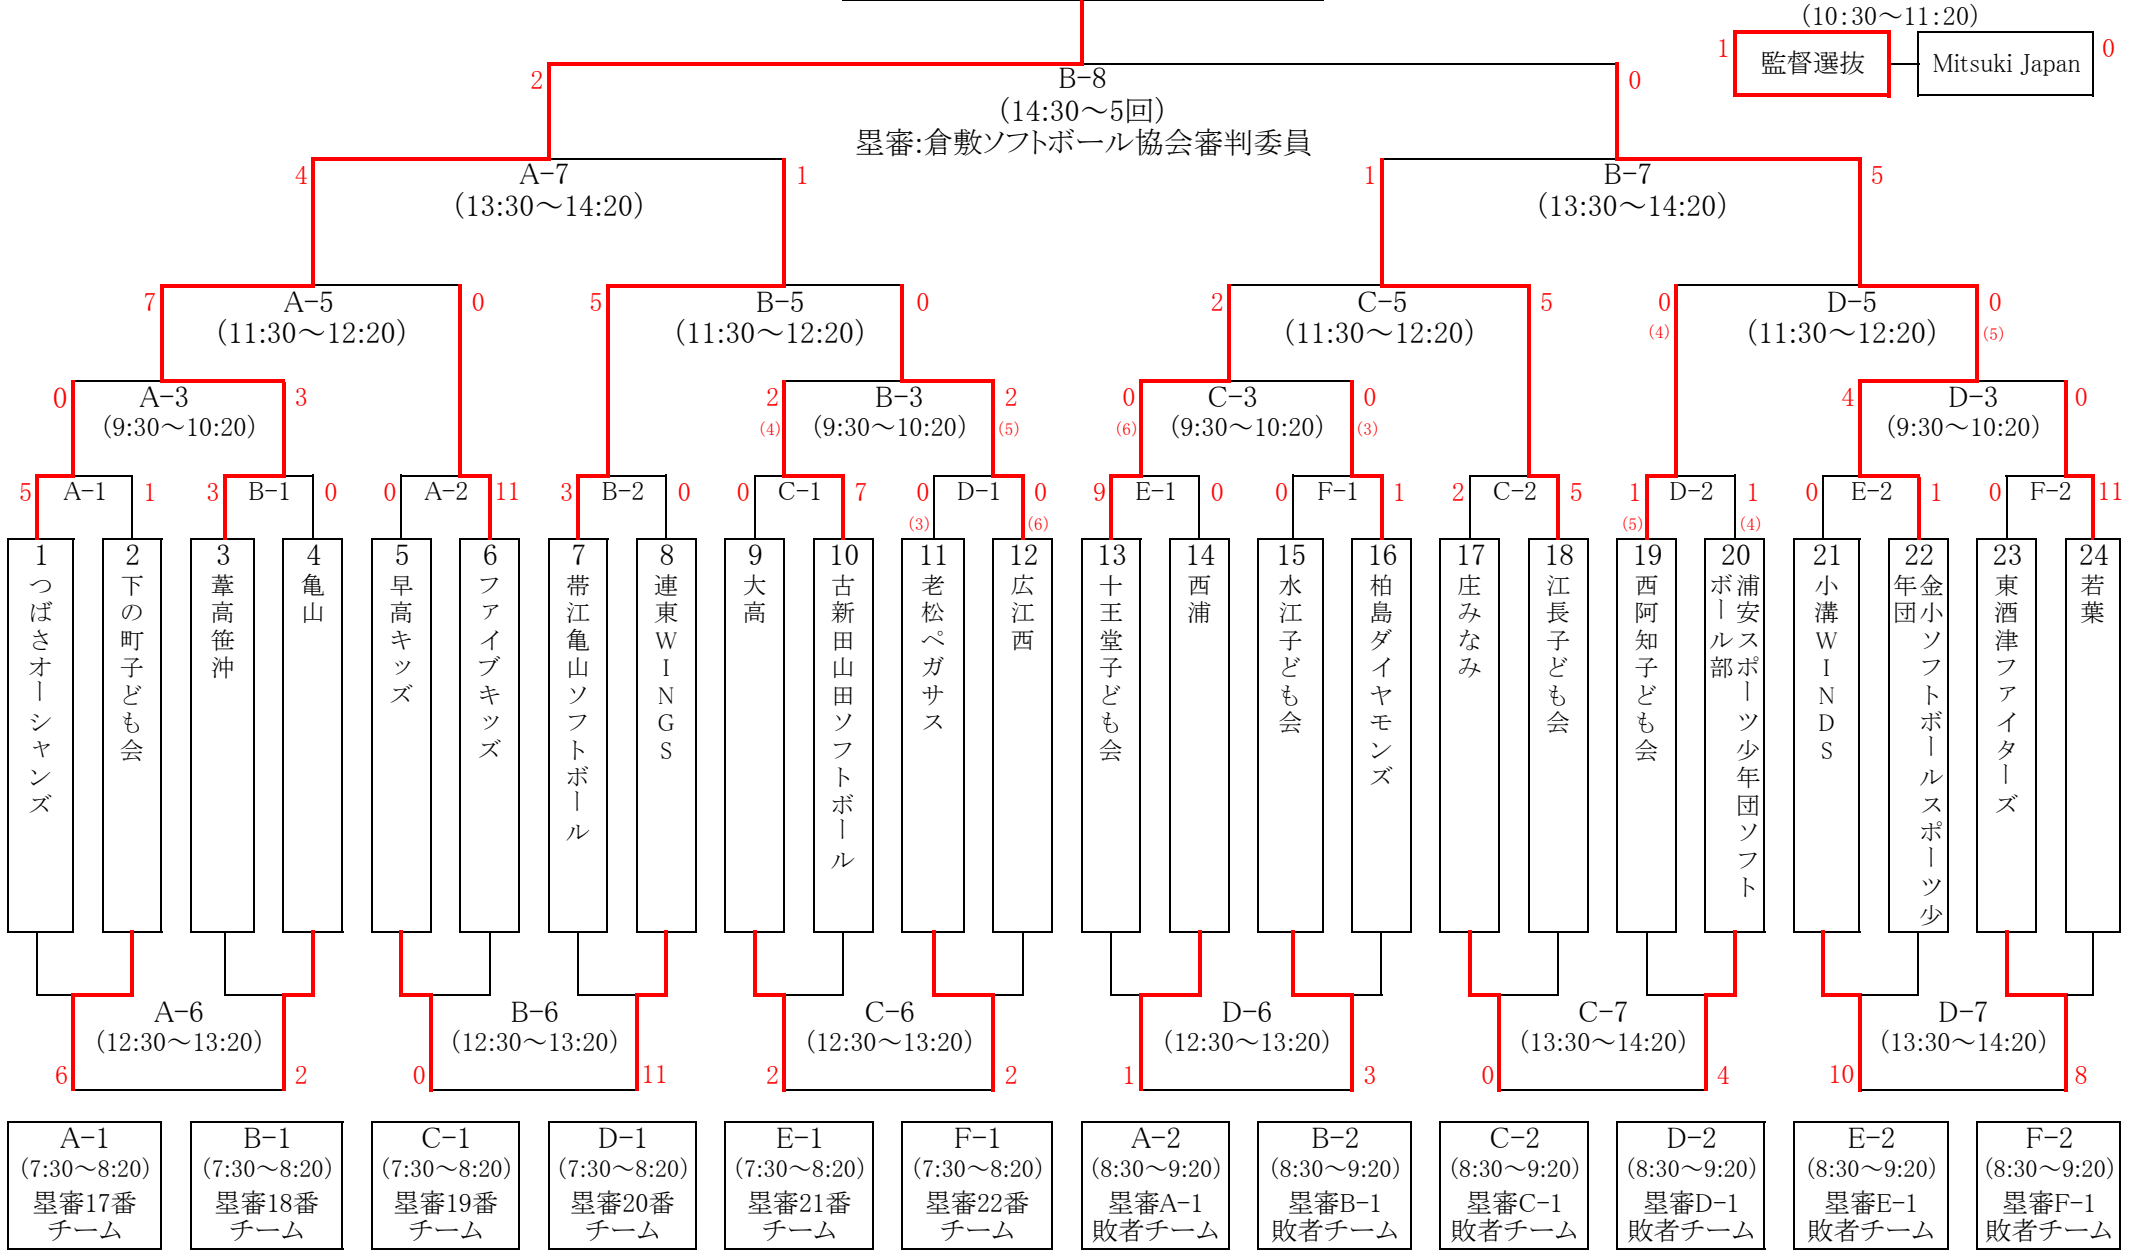 (10:30～11:20)
1 監督選抜 Mitsuki Japan 0
2 B-8 0
(14:30～5回)
塁審:倉敷ソフトボール協会審判委員
4 A-7 1 1 B-7 5
(13:30～14:20) (13:30～14:20)
7 A-5 0 5 B-5 0 2 C-5 5 0 D-5 0
(11:30～12:20) (11:30～12:20) (11:30～12:20) (4) (11:30～12:20) (5)
0 A-3 3 2 B-3 2 0 C-3 0 4 D-3 0
(9:30～10:20) (4) (9:30～10:20) (5) (6) (9:30～10:20) (3) (9:30～10:20)
5 A-1 1 3 B-1 0 0 A-2 11 3 B-2 0 0 C-1 7 0 D-1 0 9 E-1 0 0 F-1 1 2 C-2 5 1 D-2 1 0 E-2 1 0 F-2 11
(3) (6) (5) (4)
1 つばさオーシャンズ
2 下の町子ども会
3 葦高笹沖
4 亀山
5 早高キッズ
6 ファイブキッズ
7 帯江亀山ソフトボール
8 連東WINGS
9 大高
10 古新田山田ソフトボール
11 老松ペガサス
12 広江西
13 十王堂子ども会
14 西浦
15 水江子ども会
16 柏島ダイヤモンズ
17 庄みなみ
18 江長子ども会
19 西阿知子ども会
20 浦安スポーツ少年団ソフト
ボール部
21 小溝WINDS
22 金小ソフトボールスポーツ少
年団
23 東酒津ファイターズ
24 若葉
A-6 B-6 C-6 D-6 C-7 D-7
(12:30～13:20) (12:30～13:20) (12:30～13:20) (12:30～13:20) (13:30～14:20) (13:30～14:20)
6 2 0 11 2 2 1 3 0 4 10 8
A-1 B-1 C-1 D-1 E-1 F-1 A-2 B-2 C-2 D-2 E-2 F-2
(7:30～8:20) (7:30～8:20) (7:30～8:20) (7:30～8:20) (7:30～8:20) (7:30～8:20) (8:30～9:20) (8:30～9:20) (8:30～9:20) (8:30～9:20) (8:30～9:20) (8:30～9:20)
塁審17番 塁審18番 塁審19番 塁審20番 塁審21番 塁審22番 塁審A-1 塁審B-1 塁審C-1 塁審D-1 塁審E-1 塁審F-1
チーム チーム チーム チーム チーム チーム 敗者チーム 敗者チーム 敗者チーム 敗者チーム 敗者チーム 敗者チーム